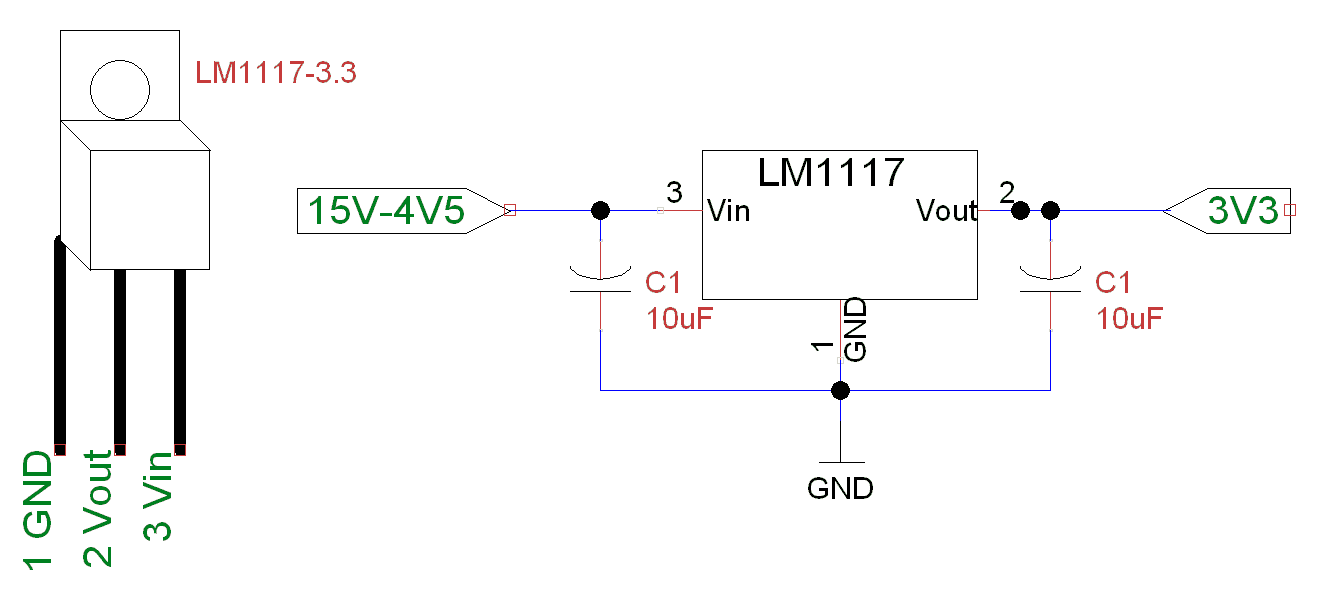 LM1117-3.3
1 GND
2 Vout
3 Vin
15V-4V5
3
LM1117
Vin
Vout
2
3V3
C1
10uF
1
GND
C1
10uF
GND